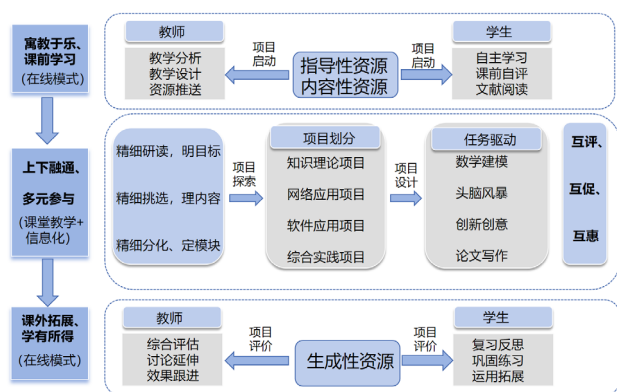 寓教于乐、
课前学习
(在线模式)
教师
教学分析
教学设计
资源推送
项目
启动
指导性资源
内容性资源
项目
启动
学生
自主学习
课前自评
文献阅读
上下融通、
多元参与
(课堂教学+
信息化)
精细研读，明目标
精细挑选，理内容
精细分化、定模块
项目
探索
项目划分
知识理论项目
网络应用项目
软件应用项目
综合实践项目
项目
设计
任务驱动
数学建模
头脑风暴
创新创意
论文写作
互评、
互促、
互惠
课外拓展、
学有所得
(在线模式)
教师
综合评估
讨论延伸
效果跟进
项目
评价
生成性资源
项目
评价
学生
复习反思
巩固练习
运用拓展